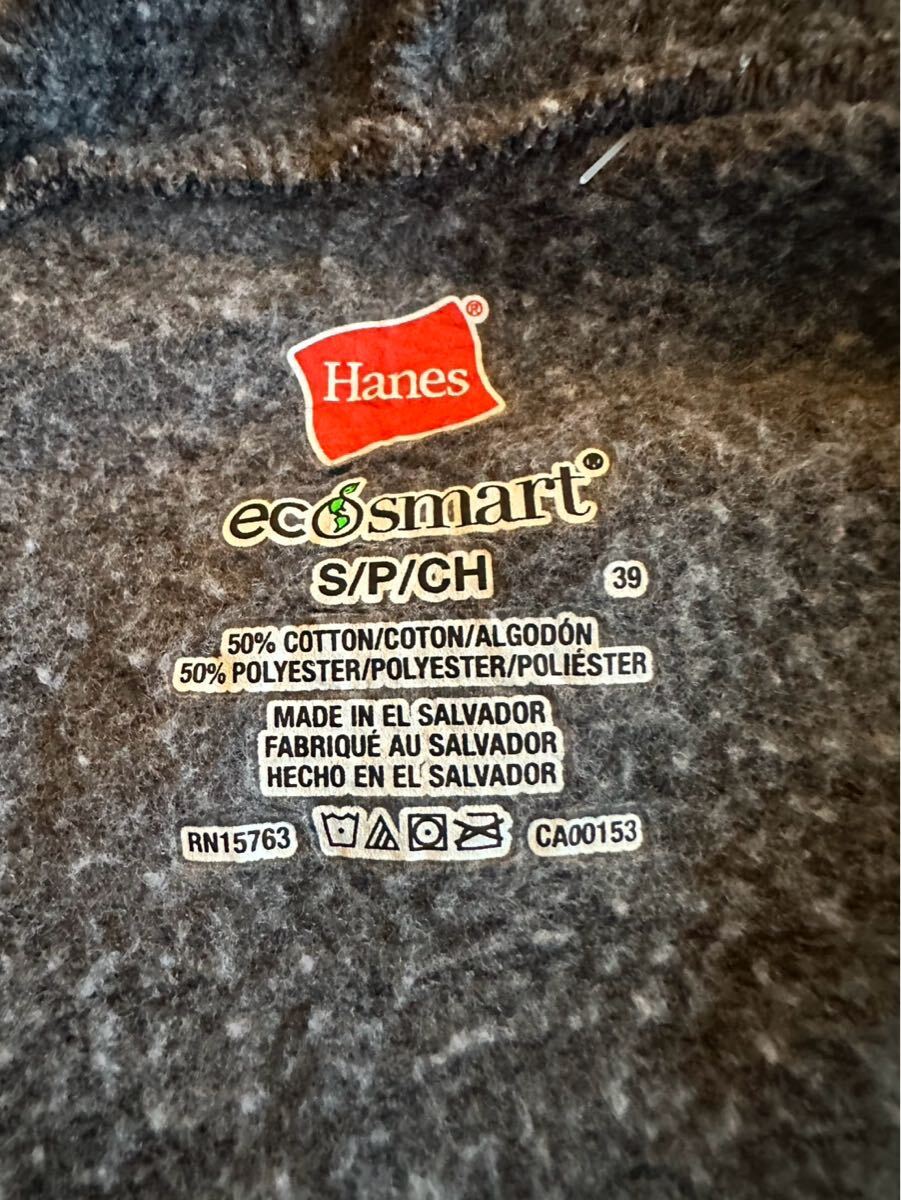 Hanes®
ecosmart®
S/P/CH 39
50% COTTON/COTON/ALGODÓN
50% POLYESTER/POLYESTER/POLIÉSTER
MADE IN EL SALVADOR
FABRIQUÉ AU SALVADOR
HECHO EN EL SALVADOR
RN15763 CA00153